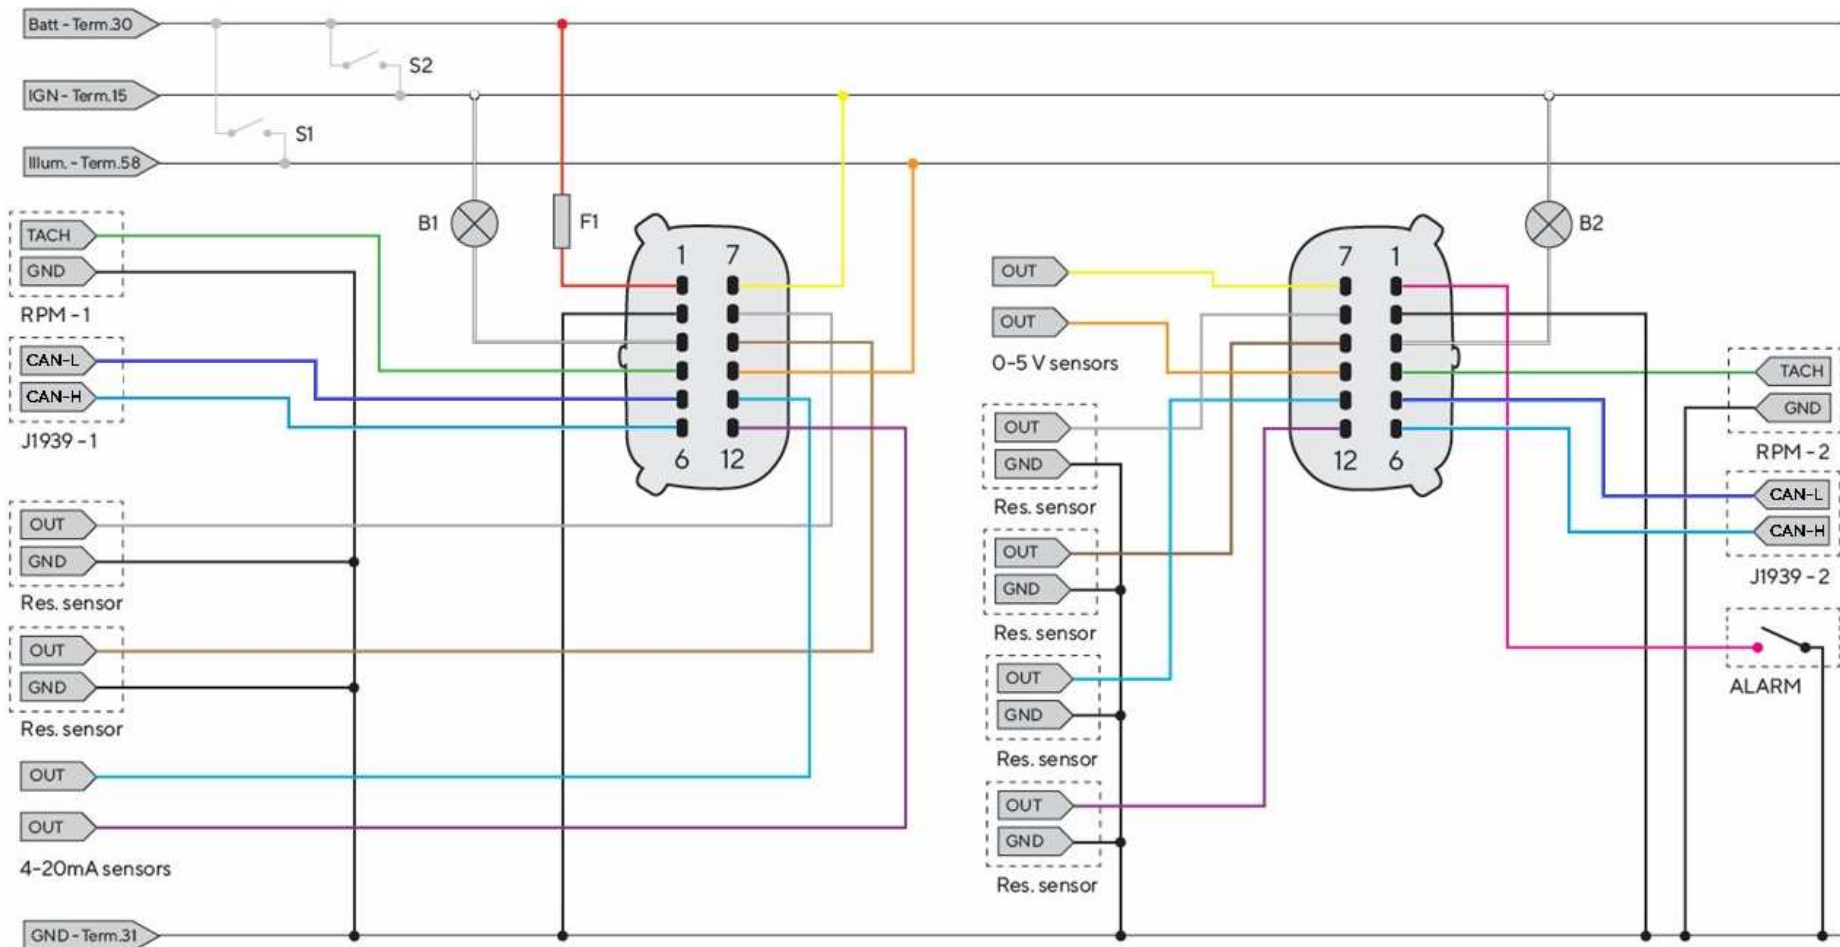 Batt - Term.30
S2
IGN - Term.15
S1
Illum. - Term.58
TACH
GND
RPM - 1
CAN-L
CAN-H
J1939 - 1
OUT
GND
Res. sensor
OUT
GND
Res. sensor
OUT
OUT
4-20mA sensors
GND - Term.31
B1
F1
1 7
6 12
OUT
OUT
0-5 V sensors
OUT
GND
Res. sensor
OUT
GND
Res. sensor
OUT
GND
Res. sensor
OUT
GND
Res. sensor
7 1
12 6
B2
TACH
GND
RPM - 2
CAN-L
CAN-H
J1939 - 2
ALARM